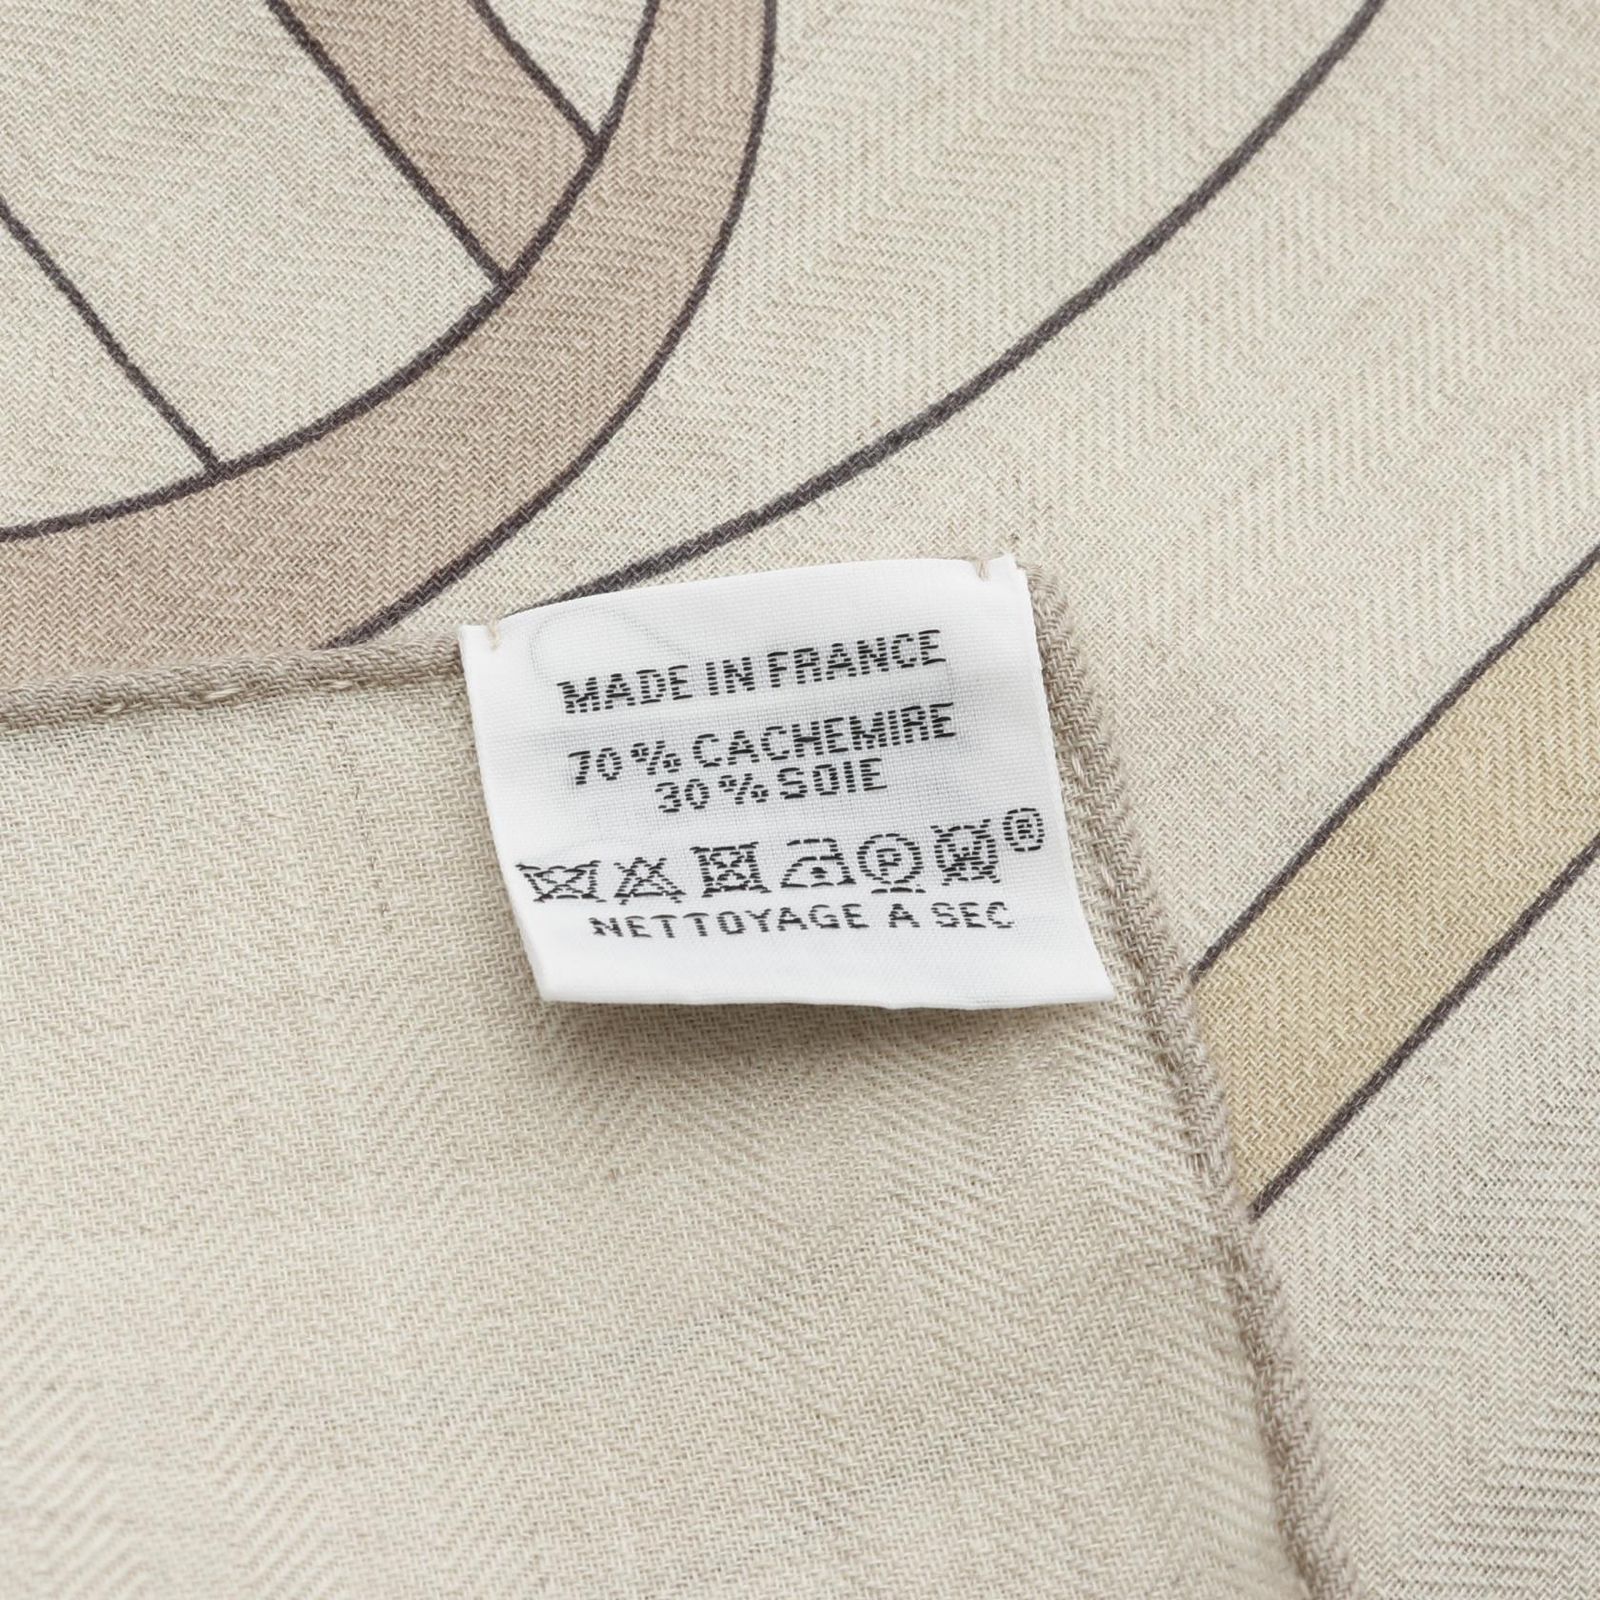 MADE IN FRANCE
70% CACHEMIRE
30% SOIE
P W ®
NETTOYAGE A SEC